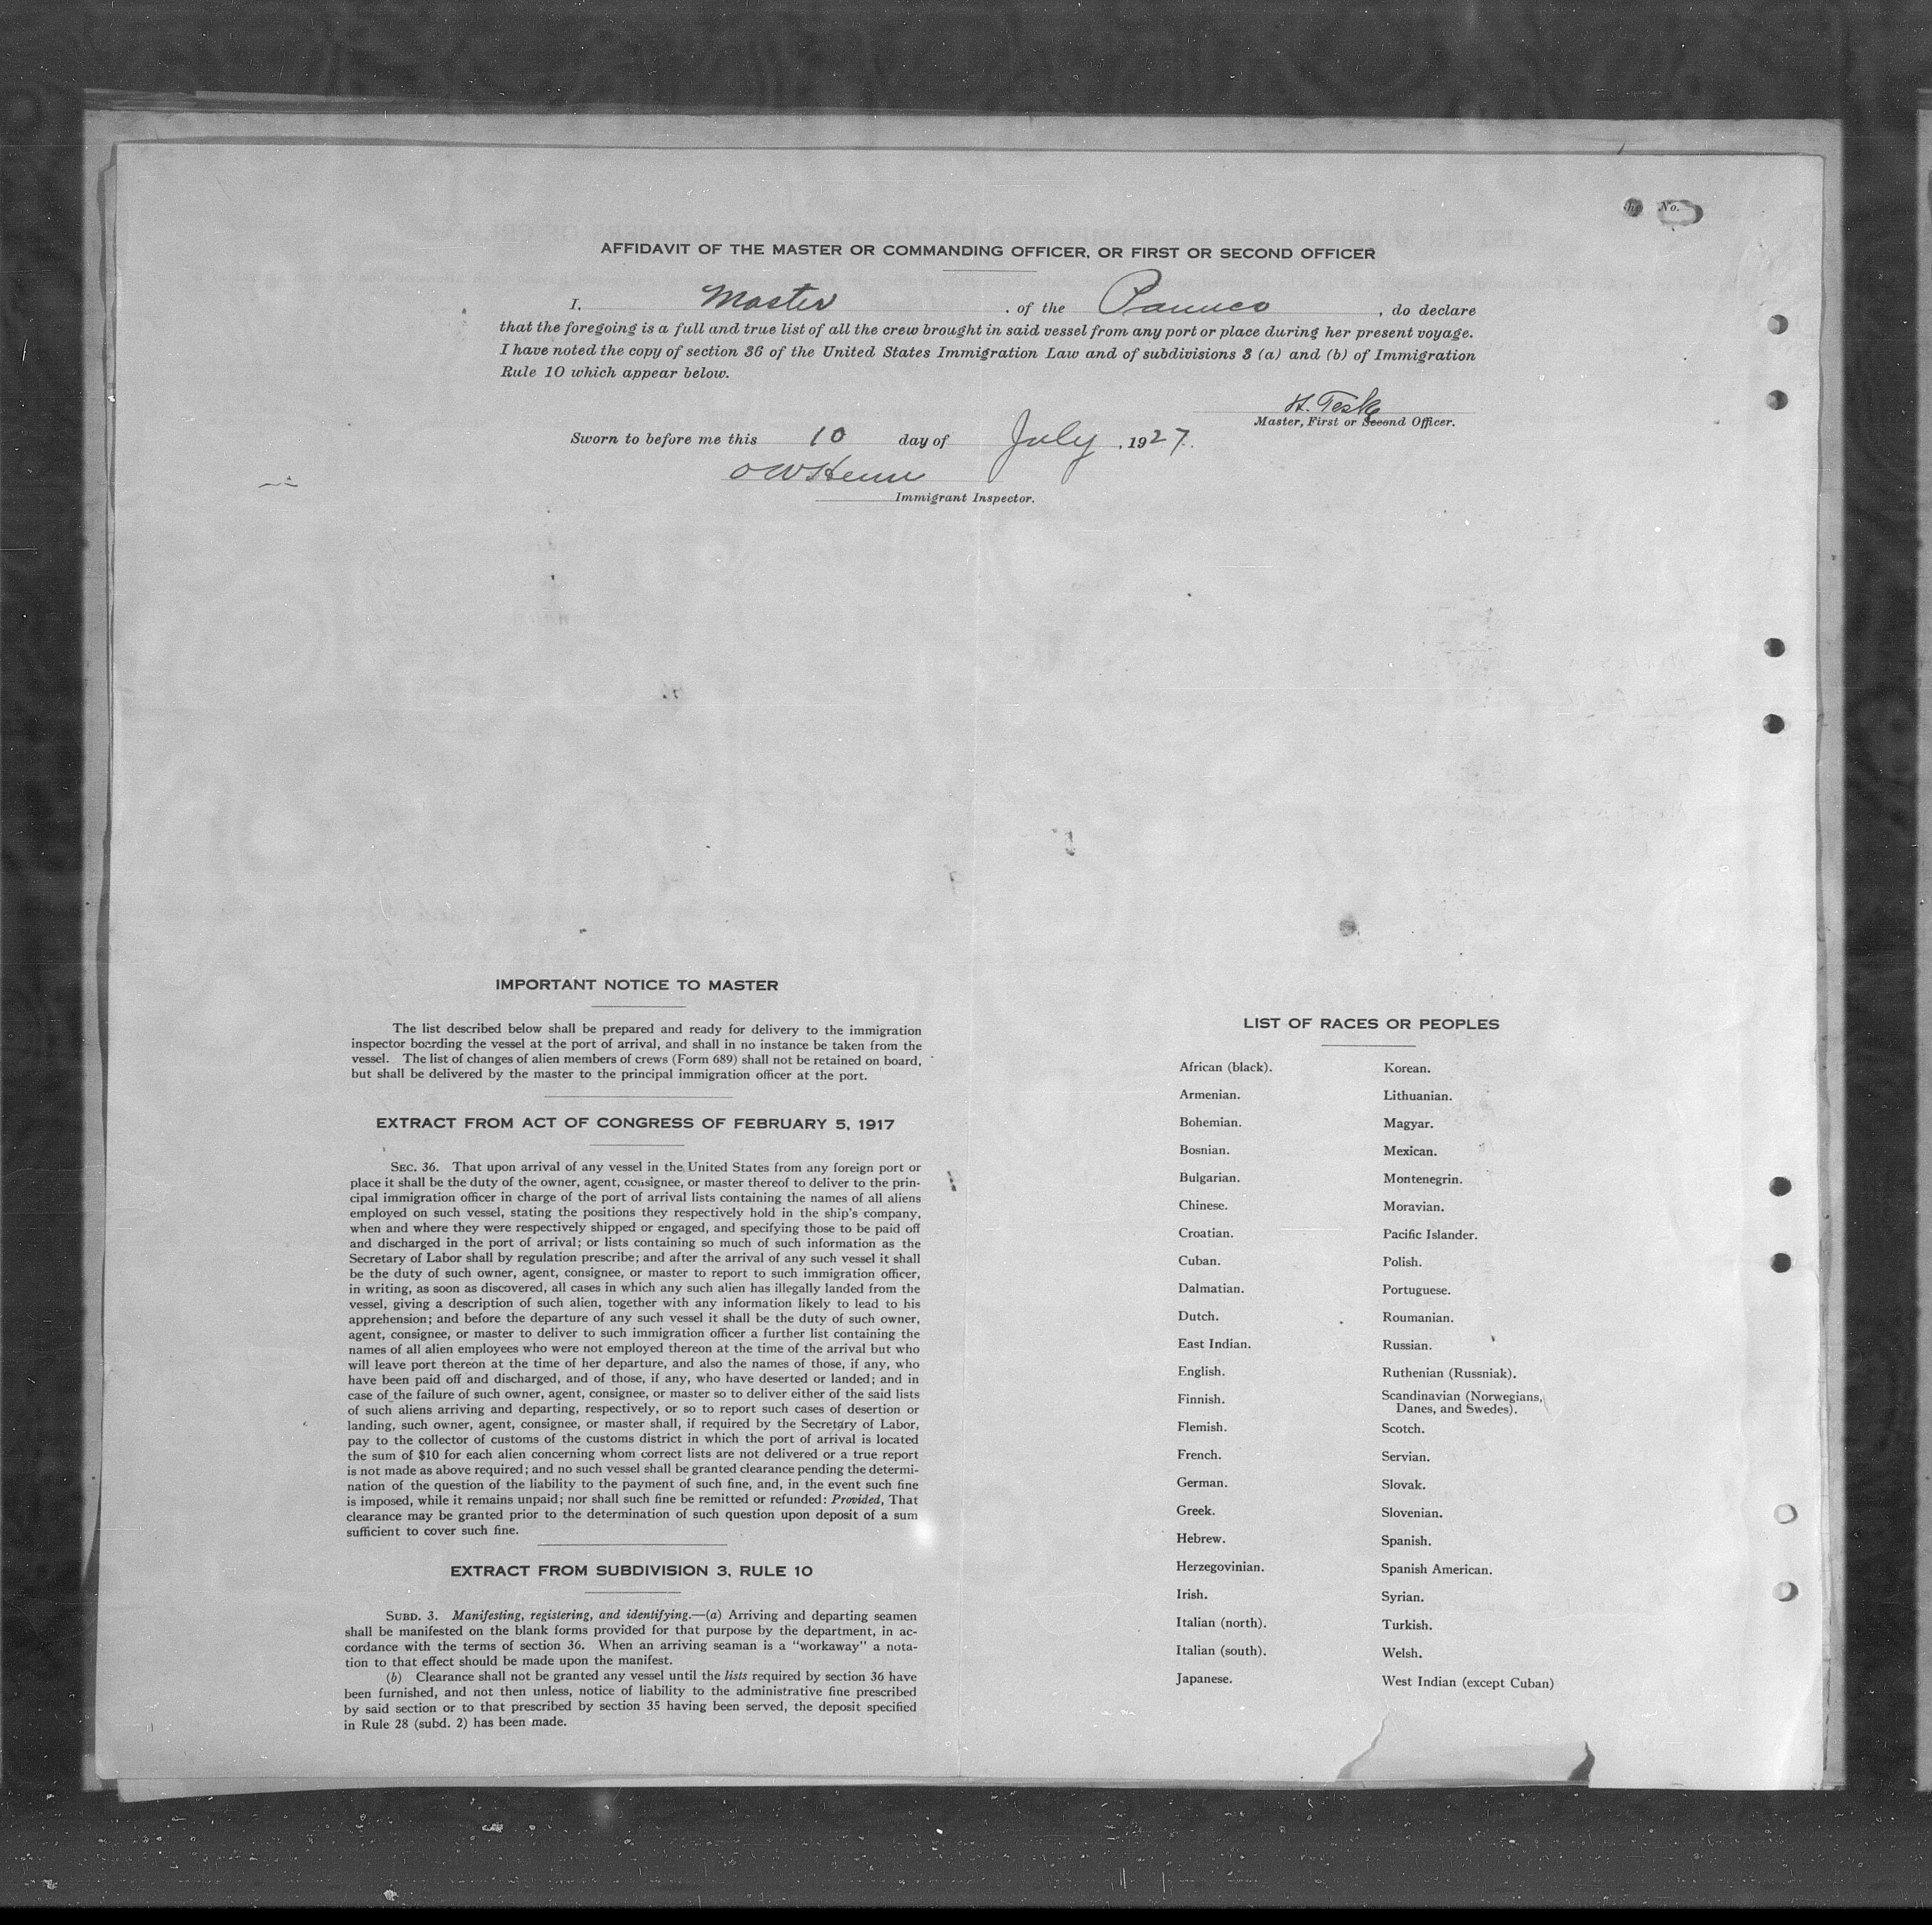 No.
AFFIDAVIT OF THE MASTER OR COMMANDING OFFICER, OR FIRST OR SECOND OFFICER
I, Master, of the Panuco, do declare
that the foregoing is a full and true list of all the crew brought in said vessel from any port or place during her present voyage.
I have noted the copy of section 36 of the United States Immigration Law and of subdivisions 3 (a) and (b) of Immigration
Rule 10 which appear below.
H. Teske
Master, First or Second Officer.
Sworn to before me this 10 day of July, 1927.
Immigrant Inspector.
IMPORTANT NOTICE TO MASTER
The list described below shall be prepared and ready for delivery to the immigration
inspector boarding the vessel at the port of arrival, and shall in no instance be taken from the
vessel. The list of changes of alien members of crews (Form 689) shall not be retained on board,
but shall be delivered by the master to the principal immigration officer at the port.
EXTRACT FROM ACT OF CONGRESS OF FEBRUARY 5, 1917
SEC. 36. That upon arrival of any vessel in the United States from any foreign port or
place it shall be the duty of the owner, agent, consignee, or master thereof to deliver to the prin-
cipal immigration officer in charge of the port of arrival lists containing the names of all aliens
employed on such vessel, stating the positions they respectively hold in the ship's company,
when and where they were respectively shipped or engaged, and specifying those to be paid off
and discharged in the port of arrival; or lists containing so much of such information as the
Secretary of Labor shall by regulation prescribe; and after the arrival of any such vessel it shall
be the duty of such owner, agent, consignee, or master to report to such immigration officer,
in writing, as soon as discovered, all cases in which any such alien has illegally landed from the
vessel, giving a description of such alien, together with any information likely to lead to his
apprehension; and before the departure of any such vessel it shall be the duty of such owner,
agent, consignee, or master to deliver to such immigration officer a further list containing the
names of all alien employees who were not employed thereon at the time of the arrival but who
will leave port thereon at the time of her departure, and also the names of those, if any, who
have been paid off and discharged, and of those, if any, who have deserted or landed; and in
case of the failure of such owner, agent, consignee, or master so to deliver either of the said lists
of such aliens arriving and departing, respectively, or so to report such cases of desertion or
landing, such owner, agent, consignee, or master shall, if required by the Secretary of Labor,
pay to the collector of customs of the customs district in which the port of arrival is located
the sum of $10 for each alien concerning whom correct lists are not delivered or a true report
is not made as above required; and no such vessel shall be granted clearance pending the determi-
nation of the question of the liability to the payment of such fine, and, in the event such fine
is imposed, while it remains unpaid; nor shall such fine be remitted or refunded: Provided, That
clearance may be granted prior to the determination of such question upon deposit of a sum
sufficient to cover such fine.
EXTRACT FROM SUBDIVISION 3, RULE 10
SUBD. 3. Manifesting, registering, and identifying.—(a) Arriving and departing seamen
shall be manifested on the blank forms provided for that purpose by the department, in ac-
cordance with the terms of section 36. When an arriving seaman is a "workaway" a nota-
tion to that effect should be made upon the manifest.
(b) Clearance shall not be granted any vessel until the lists required by section 36 have
been furnished, and not then unless, notice of liability to the administrative fine prescribed
by said section or to that prescribed by section 35 having been served, the deposit specified
in Rule 28 (subd. 2) has been made.
LIST OF RACES OR PEOPLES
African (black).
Armenian.
Bohemian.
Bosnian.
Bulgarian.
Chinese.
Croatian.
Cuban.
Dalmatian.
Dutch.
East Indian.
English.
Finnish.
Flemish.
French.
German.
Greek.
Hebrew.
Herzegovinian.
Irish.
Italian (north).
Italian (south).
Japanese.
Korean.
Lithuanian.
Magyar.
Mexican.
Montenegrin.
Moravian.
Pacific Islander.
Polish.
Portuguese.
Roumanian.
Russian.
Ruthenian (Russniak).
Scandinavian (Norwegians,
Danes, and Swedes).
Scotch.
Servian.
Slovak.
Slovenian.
Spanish.
Spanish American.
Syrian.
Turkish.
Welsh.
West Indian (except Cuban)